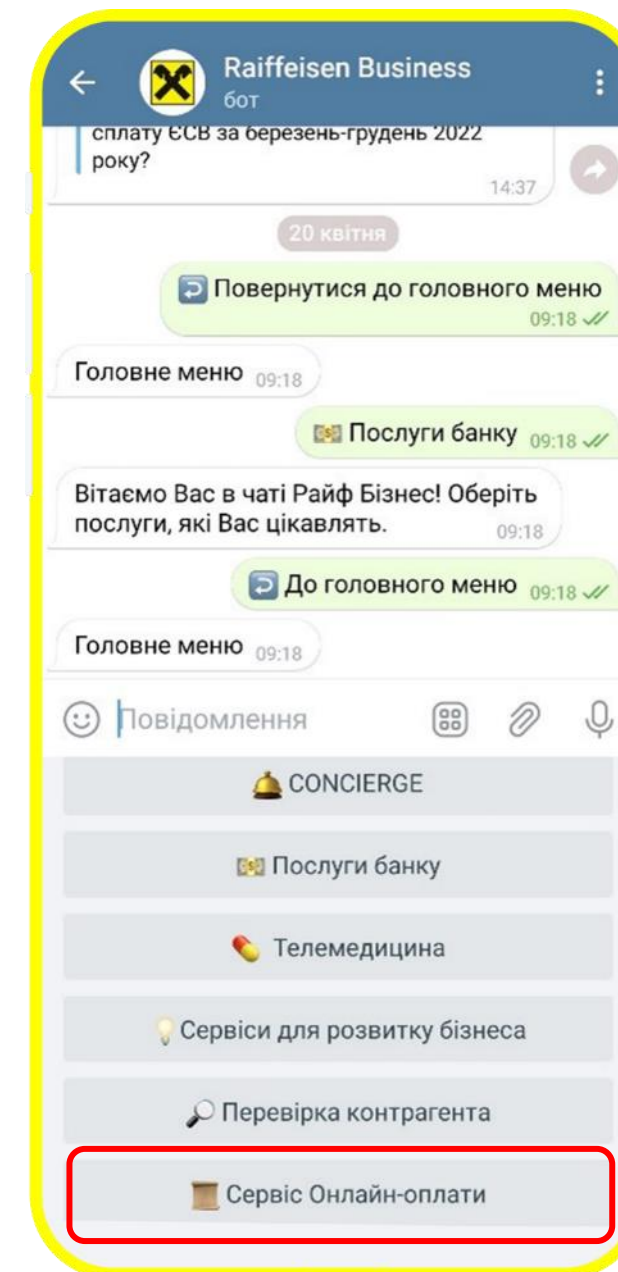 Raiffeisen Business
бот
сплату ЄСВ за березень-грудень 2022
року?
14:37
20 квітня
Повернутися до головного меню
09:18
Головне меню 09:18
Послуги банку 09:18
Вітаємо Вас в чаті Райф Бізнес! Оберіть
послуги, які Вас цікавлять. 09:18
До головного меню 09:18
Головне меню 09:18
Повідомлення
CONCIERGE
Послуги банку
Телемедицина
Сервіси для розвитку бізнеса
Перевірка контрагента
Сервіс Онлайн-оплати